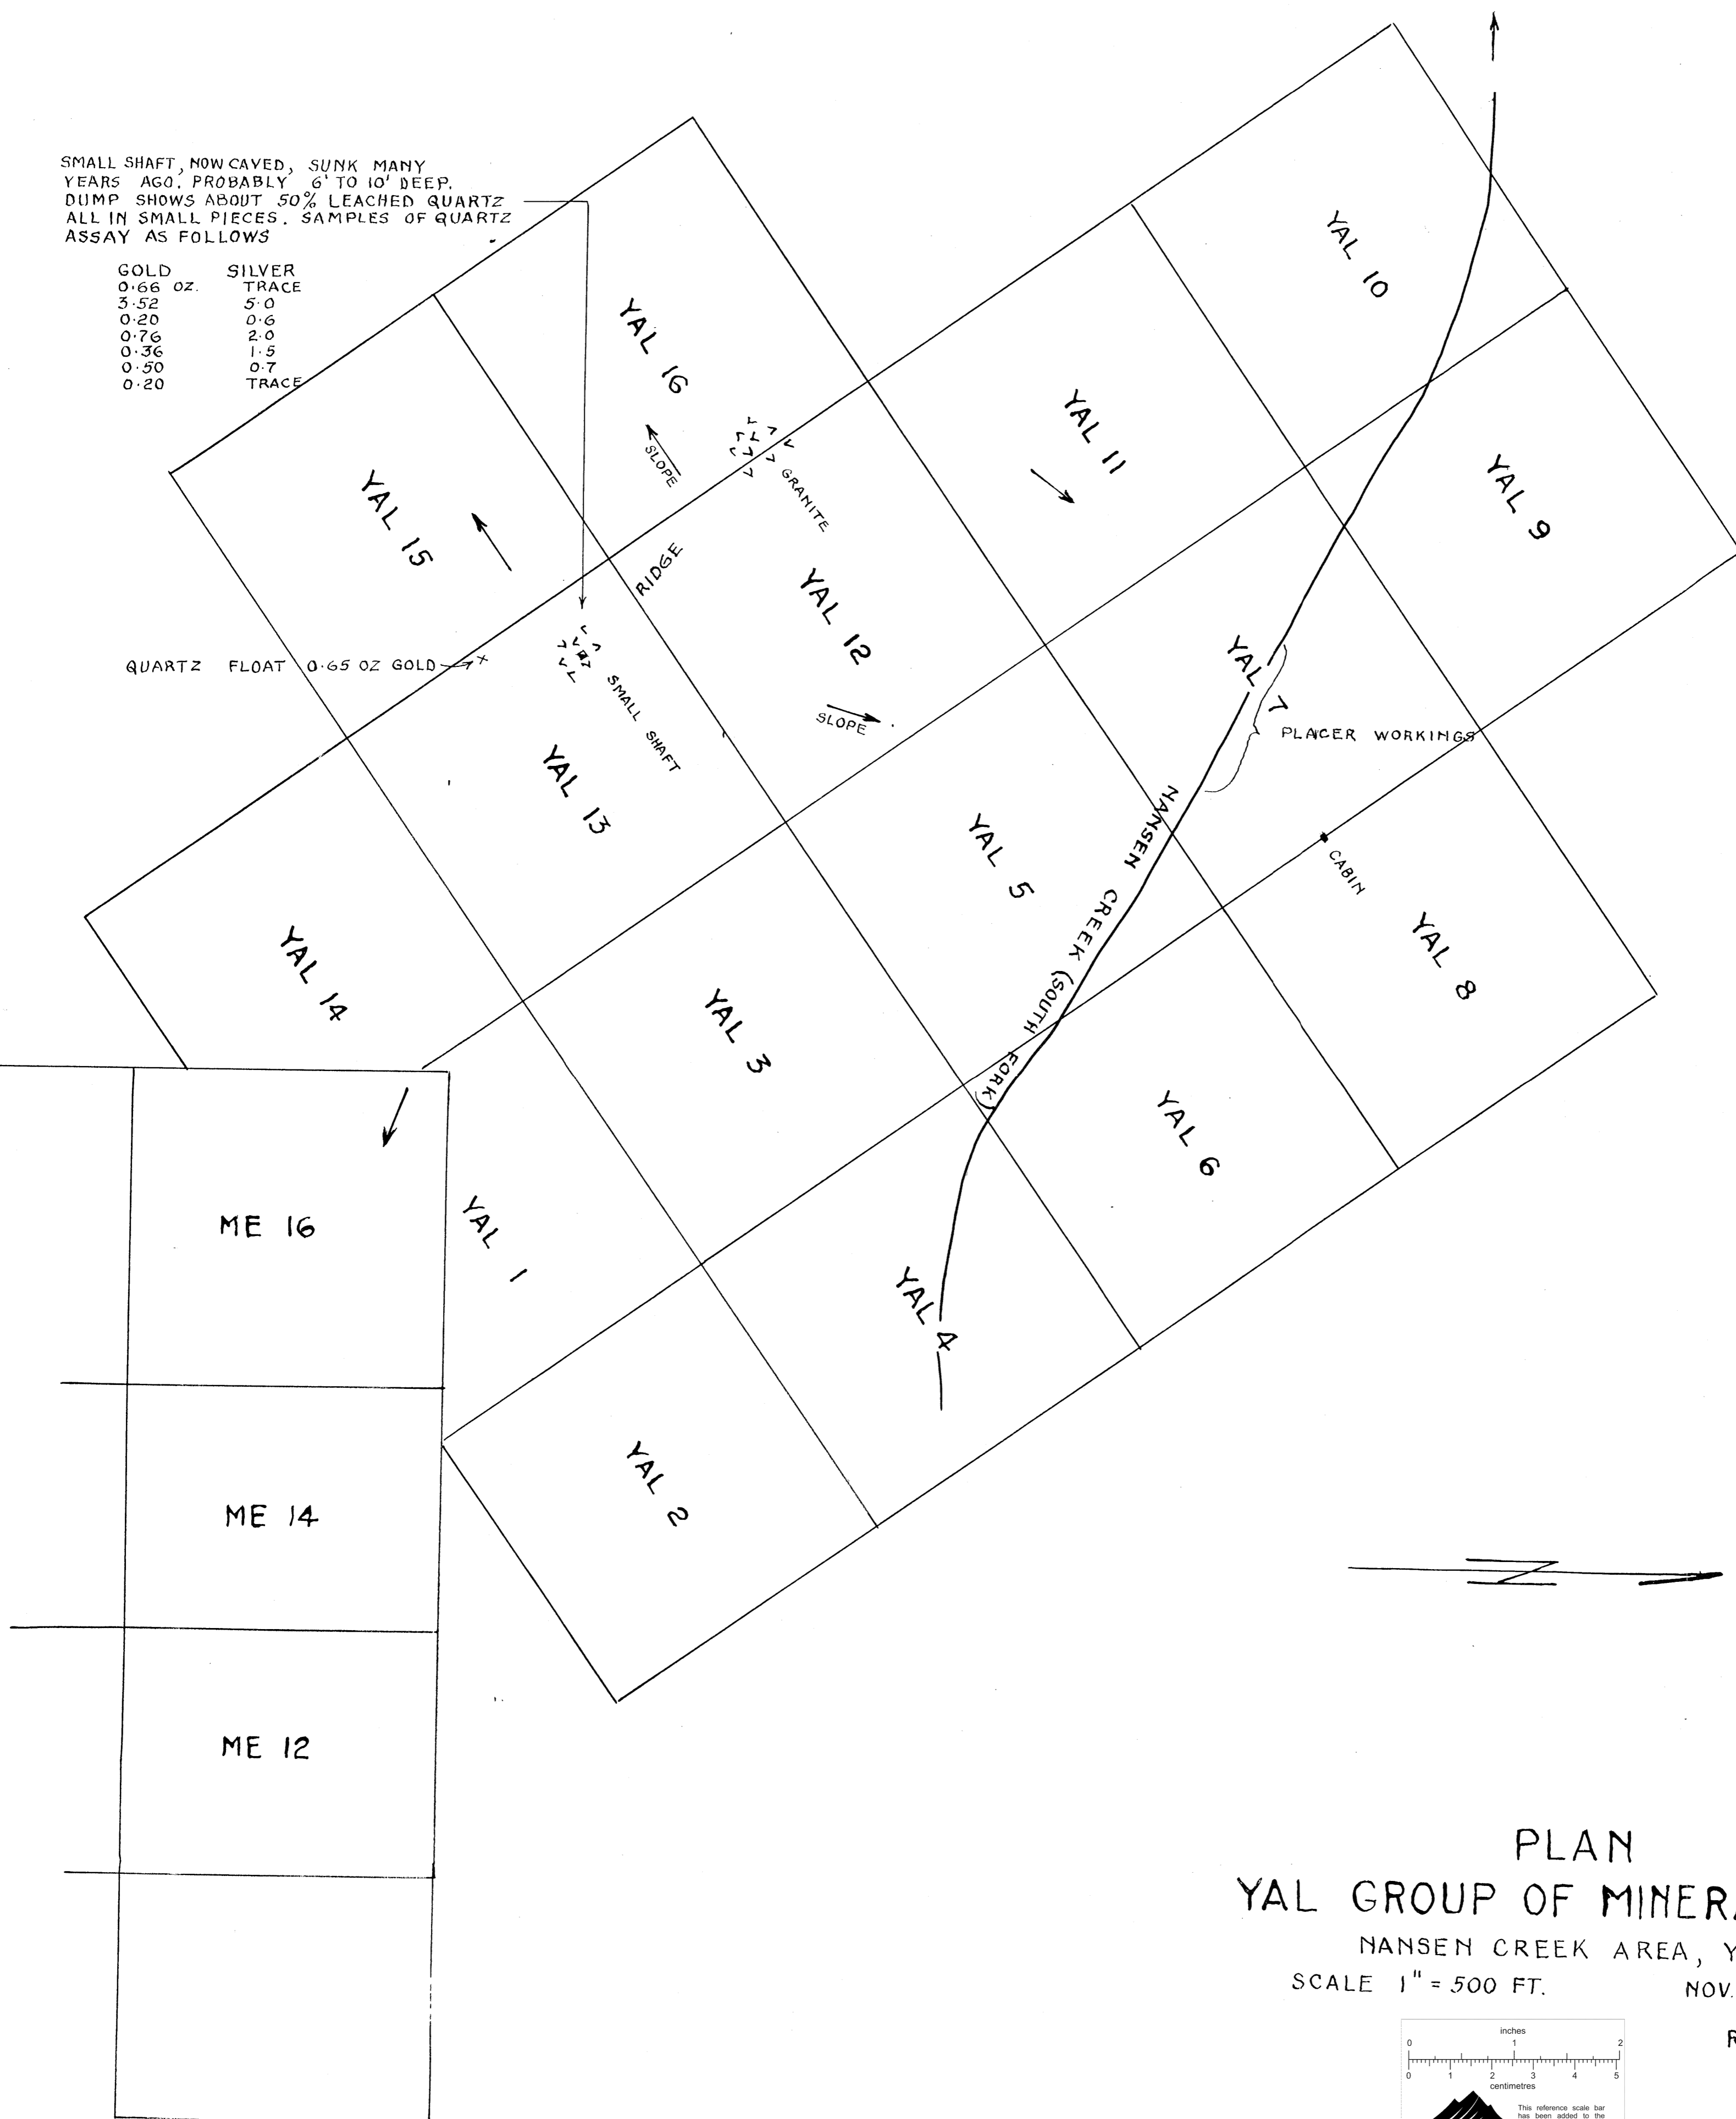 SMALL SHAFT, NOW CAVED, SUNK MANY
YEARS AGO. PROBABLY 6' TO 10' DEEP.
DUMP SHOWS ABOUT 50% LEACHED QUARTZ
ALL IN SMALL PIECES. SAMPLES OF QUARTZ
ASSAY AS FOLLOWS
GOLD SILVER
0.66 OZ. TRACE
3.52 5.0
0.20 0.6
0.76 2.0
0.36 1.5
0.50 0.7
0.20 TRACE
YAL 10
YAL 16
YAL 11
YAL 9
YAL 15
SLOPE
GRANITE
RIDGE
YAL 12
QUARTZ FLOAT 0.65 OZ GOLD
SMALL SHAFT
SLOPE
YAL 7
PLACER WORKINGS
YAL 13
YAL 5
NANSEN CREEK (SOUTH FORK)
CABIN
YAL 8
YAL 14
YAL 3
YAL 6
ME 16
YAL 1
YAL 4
YAL 2
ME 14
N
ME 12
PLAN
YAL GROUP OF MINERA
NANSEN CREEK AREA, Y
SCALE 1" = 500 FT. NOV.
R
inches
0 1 2
0 1 2 3 4 5
centimetres
This reference scale bar
has been added to the